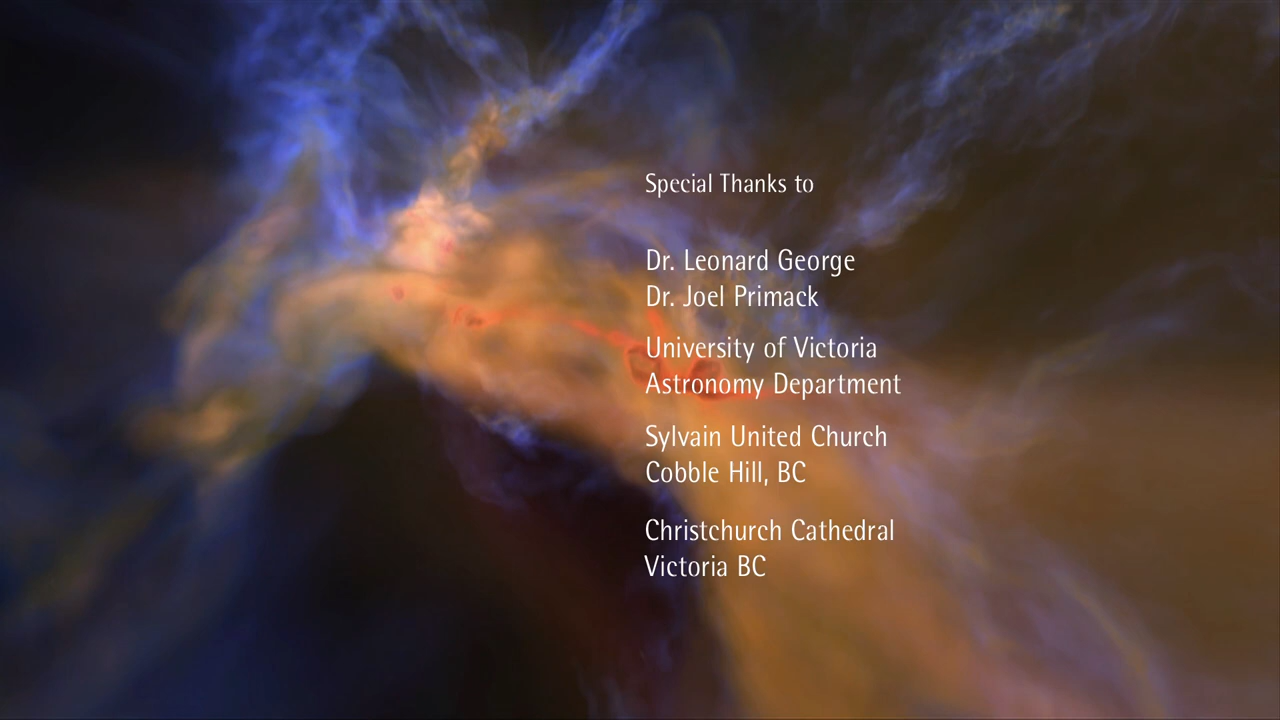 Special Thanks to
Dr. Leonard George
Dr. Joel Primack
University of Victoria
Astronomy Department
Sylvain United Church
Cobble Hill, BC
Christchurch Cathedral
Victoria BC